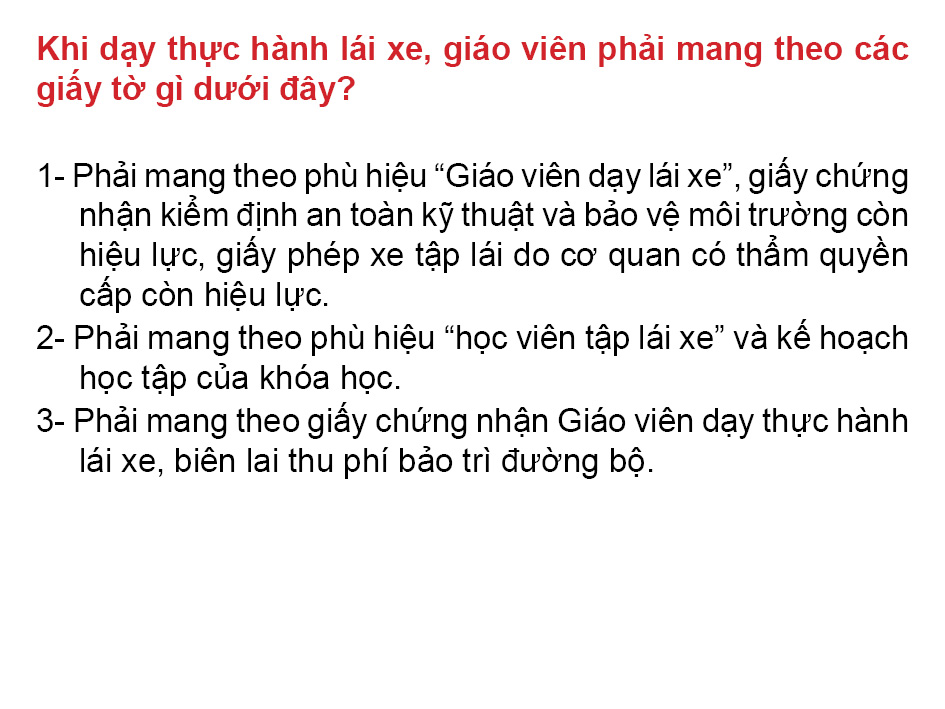 Khi dạy thực hành lái xe, giáo viên phải mang theo các
giấy tờ gì dưới đây?
1- Phải mang theo phù hiệu “Giáo viên dạy lái xe”, giấy chứng
nhận kiểm định an toàn kỹ thuật và bảo vệ môi trường còn
hiệu lực, giấy phép xe tập lái do cơ quan có thẩm quyền
cấp còn hiệu lực.
2- Phải mang theo phù hiệu “học viên tập lái xe” và kế hoạch
học tập của khóa học.
3- Phải mang theo giấy chứng nhận Giáo viên dạy thực hành
lái xe, biên lai thu phí bảo trì đường bộ.